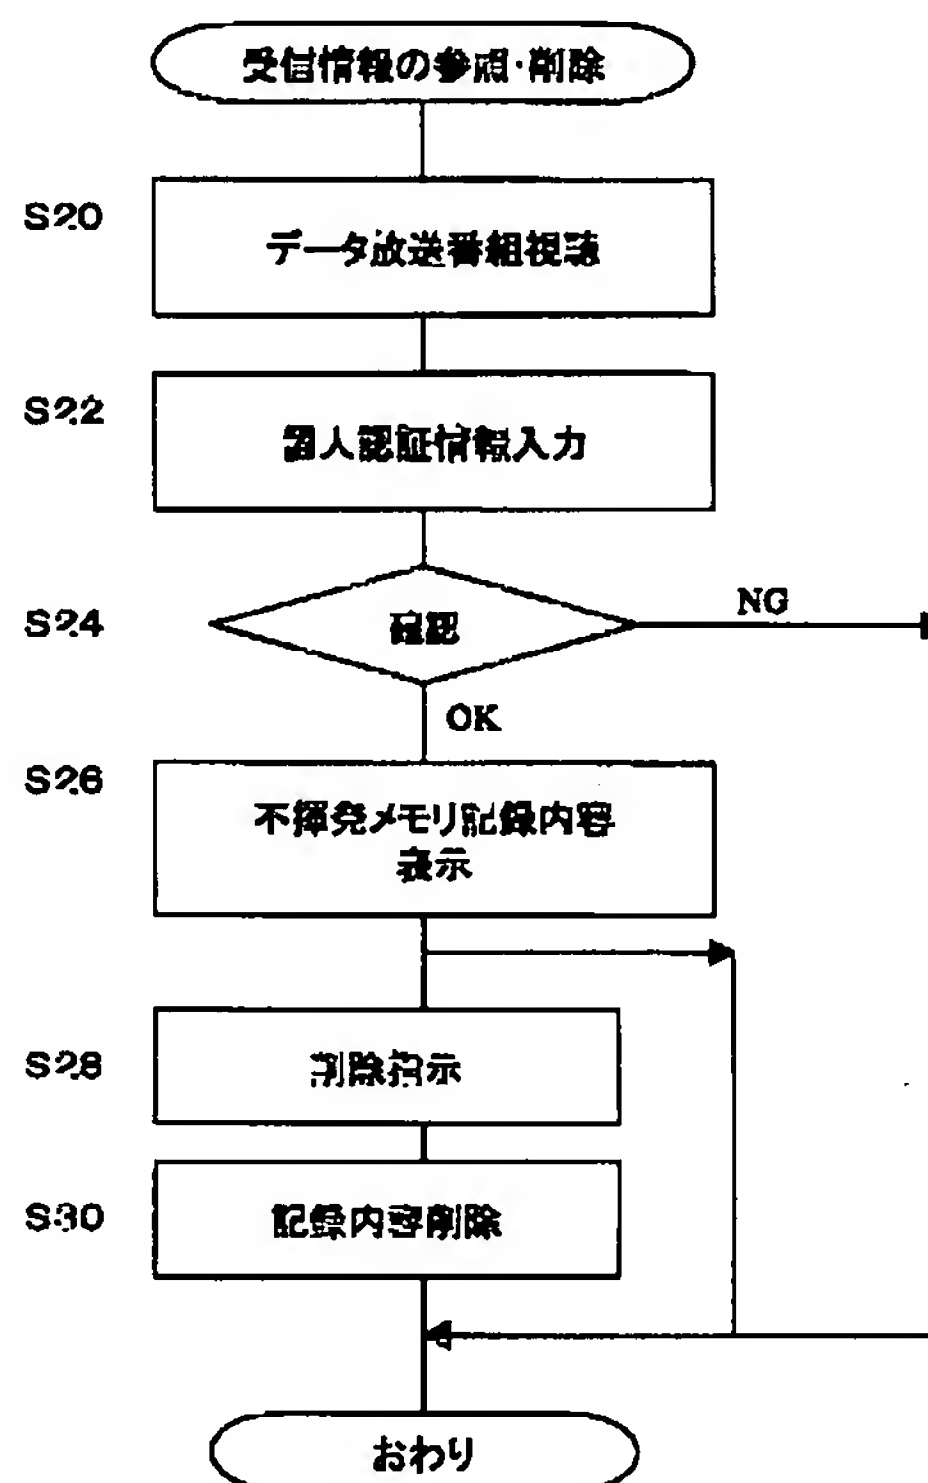 受信情報の参照・削除
S20
データ放送番組視聴
S22
個人認証情報入力
S24
確認
NG
OK
S26
不揮発メモリ記録内容
表示
S28
削除指示
S30
記録内容削除
おわり